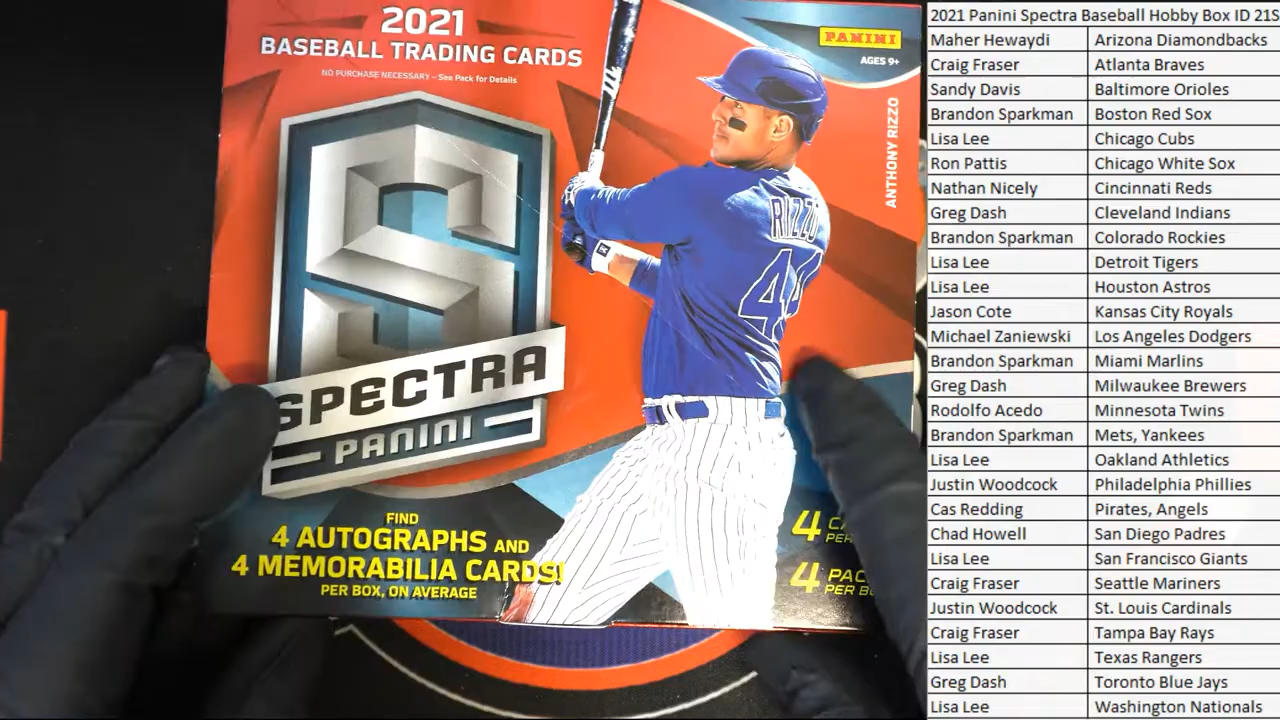 2021
BASEBALL TRADING CARDS
NO PURCHASE NECESSARY – See Pack for Details
PANINI
AGES 9+
ANTHONY RIZZO
RIZZO
44
SPECTRA
PANINI
FIND
4 AUTOGRAPHS AND
4 MEMORABILIA CARDS!
PER BOX, ON AVERAGE
4
PER
4 PAC
PER B
2021 Panini Spectra Baseball Hobby Box ID 21S
Maher Hewaydi Arizona Diamondbacks
Craig Fraser Atlanta Braves
Sandy Davis Baltimore Orioles
Brandon Sparkman Boston Red Sox
Lisa Lee Chicago Cubs
Ron Pattis Chicago White Sox
Nathan Nicely Cincinnati Reds
Greg Dash Cleveland Indians
Brandon Sparkman Colorado Rockies
Lisa Lee Detroit Tigers
Lisa Lee Houston Astros
Jason Cote Kansas City Royals
Michael Zaniewski Los Angeles Dodgers
Brandon Sparkman Miami Marlins
Greg Dash Milwaukee Brewers
Rodolfo Acedo Minnesota Twins
Brandon Sparkman Mets, Yankees
Lisa Lee Oakland Athletics
Justin Woodcock Philadelphia Phillies
Cas Redding Pirates, Angels
Chad Howell San Diego Padres
Lisa Lee San Francisco Giants
Craig Fraser Seattle Mariners
Justin Woodcock St. Louis Cardinals
Craig Fraser Tampa Bay Rays
Lisa Lee Texas Rangers
Greg Dash Toronto Blue Jays
Lisa Lee Washington Nationals